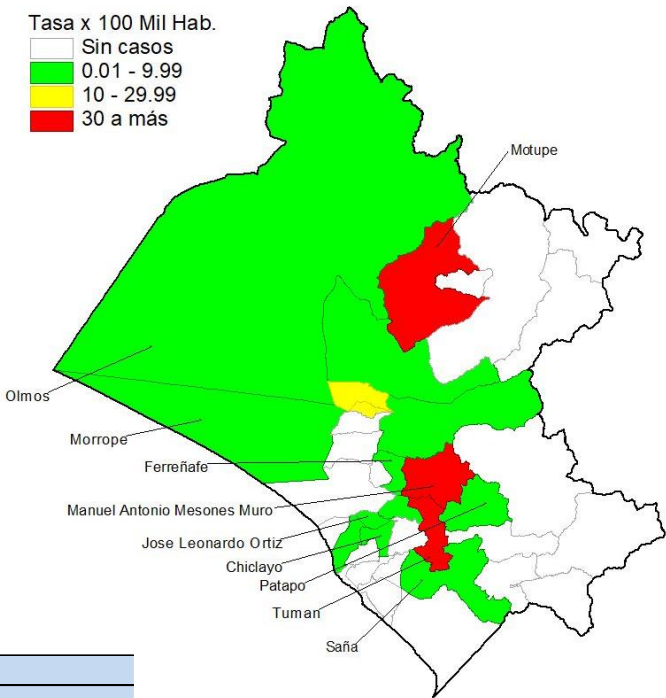 Tasa x 100 Mil Hab.
Sin casos
0.01 - 9.99
10 - 29.99
30 a más
Motupe
Olmos
Morrope
Ferreñafe
Manuel Antonio Mesones Muro
Jose Leonardo Ortiz
Chiclayo
Patapo
Tuman
Saña